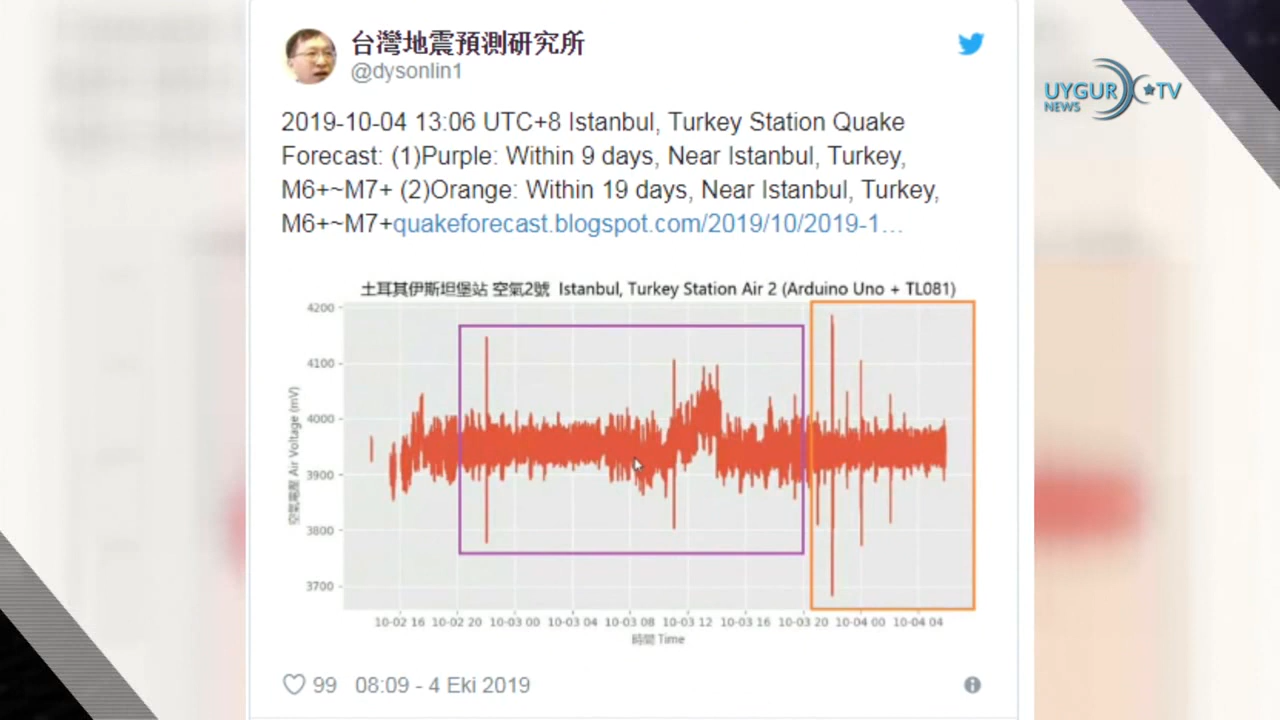 台灣地震預測研究所
@dysonlin1
UYGUR TV
NEWS
2019-10-04 13:06 UTC+8 Istanbul, Turkey Station Quake
Forecast: (1)Purple: Within 9 days, Near Istanbul, Turkey,
M6+~M7+ (2)Orange: Within 19 days, Near Istanbul, Turkey,
M6+~M7+quakeforecast.blogspot.com/2019/10/2019-1…
土耳其伊斯坦堡站 空氣2號 Istanbul, Turkey Station Air 2 (Arduino Uno + TL081)
4200
4100
4000
3900
3800
3700
空氣電壓 Air Voltage (mV)
10-02 16 10-02 20 10-03 00 10-03 04 10-03 08 10-03 12 10-03 16 10-03 20 10-04 00 10-04 04
時間 Time
99 08:09 - 4 Eki 2019